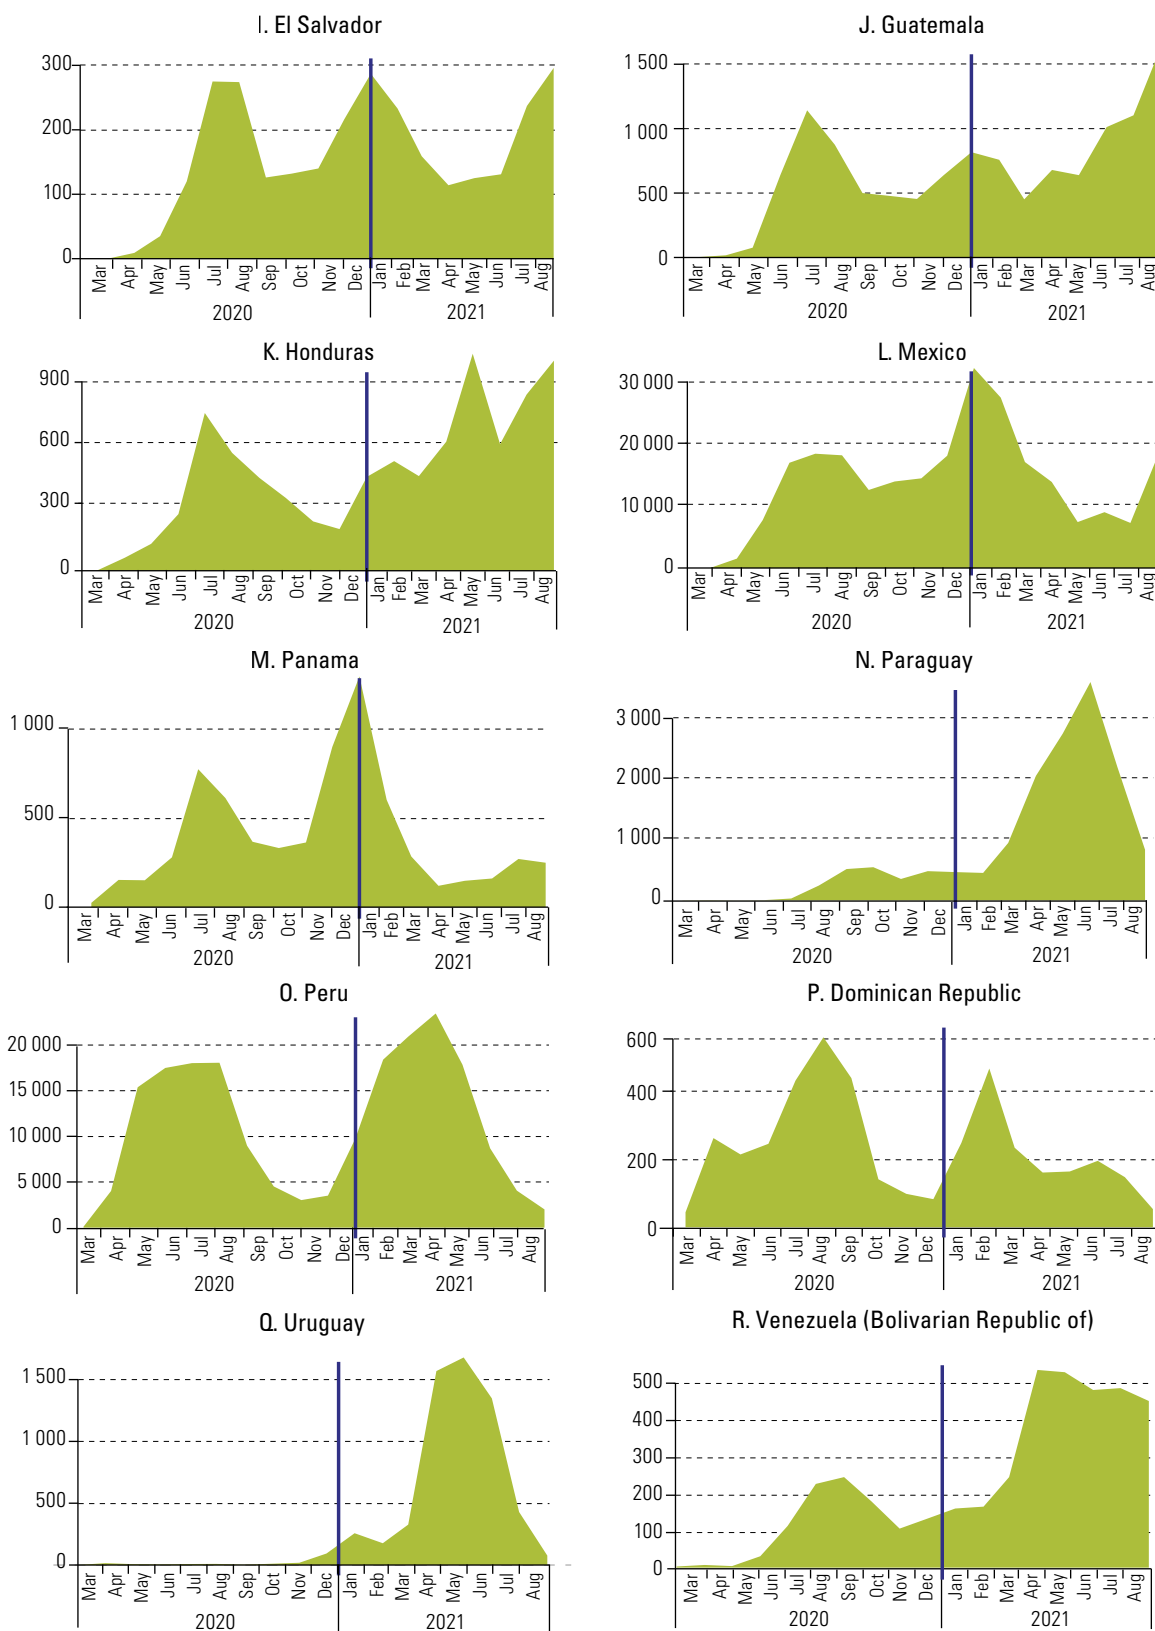 I. El Salvador
300
200
100
0
Mar Apr May Jun Jul Aug Sep Oct Nov Dec Jan Feb Mar Apr May Jun Jul Aug
2020 2021
J. Guatemala
1 500
1 000
500
0
Mar Apr May Jun Jul Aug Sep Oct Nov Dec Jan Feb Mar Apr May Jun Jul Aug
2020 2021
K. Honduras
900
600
300
0
Mar Apr May Jun Jul Aug Sep Oct Nov Dec Jan Feb Mar Apr May Jun Jul Aug
2020 2021
L. Mexico
30 000
20 000
10 000
0
Mar Apr May Jun Jul Aug Sep Oct Nov Dec Jan Feb Mar Apr May Jun Jul Aug
2020 2021
M. Panama
1 000
500
0
Mar Apr May Jun Jul Aug Sep Oct Nov Dec Jan Feb Mar Apr May Jun Jul Aug
2020 2021
N. Paraguay
3 000
2 000
1 000
0
Mar Apr May Jun Jul Aug Sep Oct Nov Dec Jan Feb Mar Apr May Jun Jul Aug
2020 2021
O. Peru
20 000
15 000
10 000
5 000
0
Mar Apr May Jun Jul Aug Sep Oct Nov Dec Jan Feb Mar Apr May Jun Jul Aug
2020 2021
P. Dominican Republic
600
400
200
0
Mar Apr May Jun Jul Aug Sep Oct Nov Dec Jan Feb Mar Apr May Jun Jul Aug
2020 2021
Q. Uruguay
1 500
1 000
500
0
Mar Apr May Jun Jul Aug Sep Oct Nov Dec Jan Feb Mar Apr May Jun Jul Aug
2020 2021
R. Venezuela (Bolivarian Republic of)
500
400
300
200
100
0
Mar Apr May Jun Jul Aug Sep Oct Nov Dec Jan Feb Mar Apr May Jun Jul Aug
2020 2021